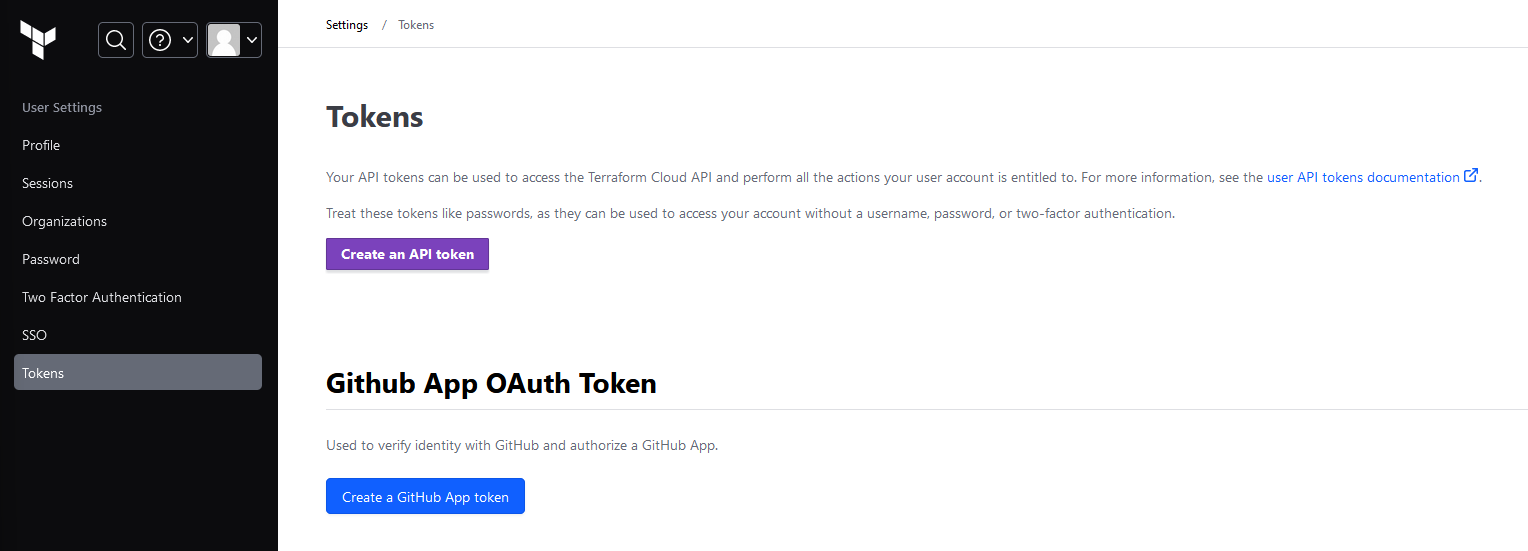 User Settings
Profile
Sessions
Organizations
Password
Two Factor Authentication
SSO
Tokens
Settings / Tokens
Tokens
Your API tokens can be used to access the Terraform Cloud API and perform all the actions your user account is entitled to. For more information, see the user API tokens documentation.
Treat these tokens like passwords, as they can be used to access your account without a username, password, or two-factor authentication.
Create an API token
Github App OAuth Token
Used to verify identity with GitHub and authorize a GitHub App.
Create a GitHub App token